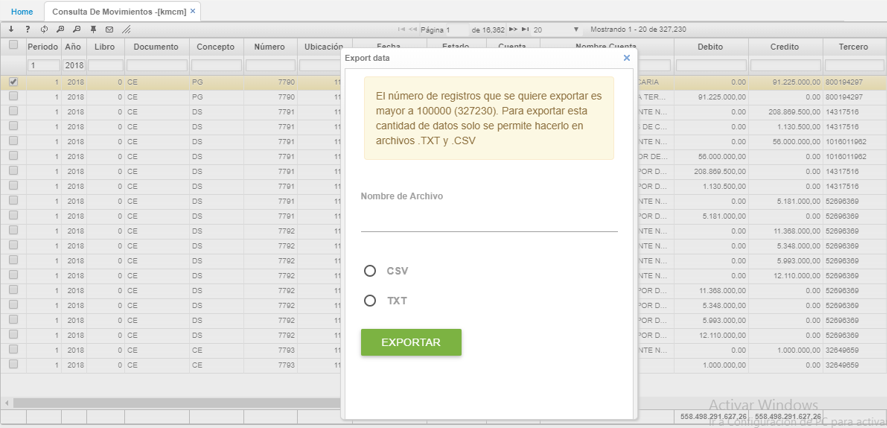 Home
Consulta De Movimientos -[kmcm]
Página 1 de 16,362 20 Mostrando 1 - 20 de 327,230
Periodo Año Libro Documento Concepto Número Ubicación Fecha Estado Cuenta Nombre Cuenta Debito Credito Tercero
1 2018
1 2018 0 CE PG 7790 11 CARIA 0.00 91.225.000,00 800194297
1 2018 0 CE PG 7790 11 A TER... 91.225.000,00 0.00 800194297
1 2018 0 CE DS 7791 11 NTE N... 0.00 208.869.500,00 14317516
1 2018 0 CE DS 7791 11 DE C... 0.00 1.130.500,00 14317516
1 2018 0 CE DS 7791 11 NTE N... 0.00 56.000.000,00 1016011962
1 2018 0 CE DS 7791 11 OR DE... 56.000.000,00 0.00 1016011962
1 2018 0 CE DS 7791 11 POR D... 208.869.500,00 0.00 14317516
1 2018 0 CE DS 7791 11 POR D... 1.130.500,00 0.00 14317516
1 2018 0 CE DS 7791 11 NTE N... 0.00 5.181.000,00 52696369
1 2018 0 CE DS 7791 11 POR D... 5.181.000,00 0.00 52696369
1 2018 0 CE DS 7792 11 NTE N... 0.00 11.368.000,00 52696369
1 2018 0 CE DS 7792 11 NTE N... 0.00 5.348.000,00 52696369
1 2018 0 CE DS 7792 11 NTE N... 0.00 5.993.000,00 52696369
1 2018 0 CE DS 7792 11 NTE N... 0.00 12.110.000,00 52696369
1 2018 0 CE DS 7792 11 POR D... 11.368.000,00 0.00 52696369
1 2018 0 CE DS 7792 11 POR D... 5.348.000,00 0.00 52696369
1 2018 0 CE DS 7792 11 POR D... 5.993.000,00 0.00 52696369
1 2018 0 CE DS 7792 11 POR D... 12.110.000,00 0.00 52696369
1 2018 0 CE CE 7793 11 NTE N... 0.00 1.000.000,00 32649659
1 2018 0 CE CE 7793 11 POR D... 1.000.000,00 0.00 32649659
558.498.291.627,26 558.498.291.627,26
Export data
El número de registros que se quiere exportar es
mayor a 100000 (327230). Para exportar esta
cantidad de datos solo se permite hacerlo en
archivos .TXT y .CSV
Nombre de Archivo
CSV
TXT
EXPORTAR
Activar Windows
Ir a Configuración de PC para activa